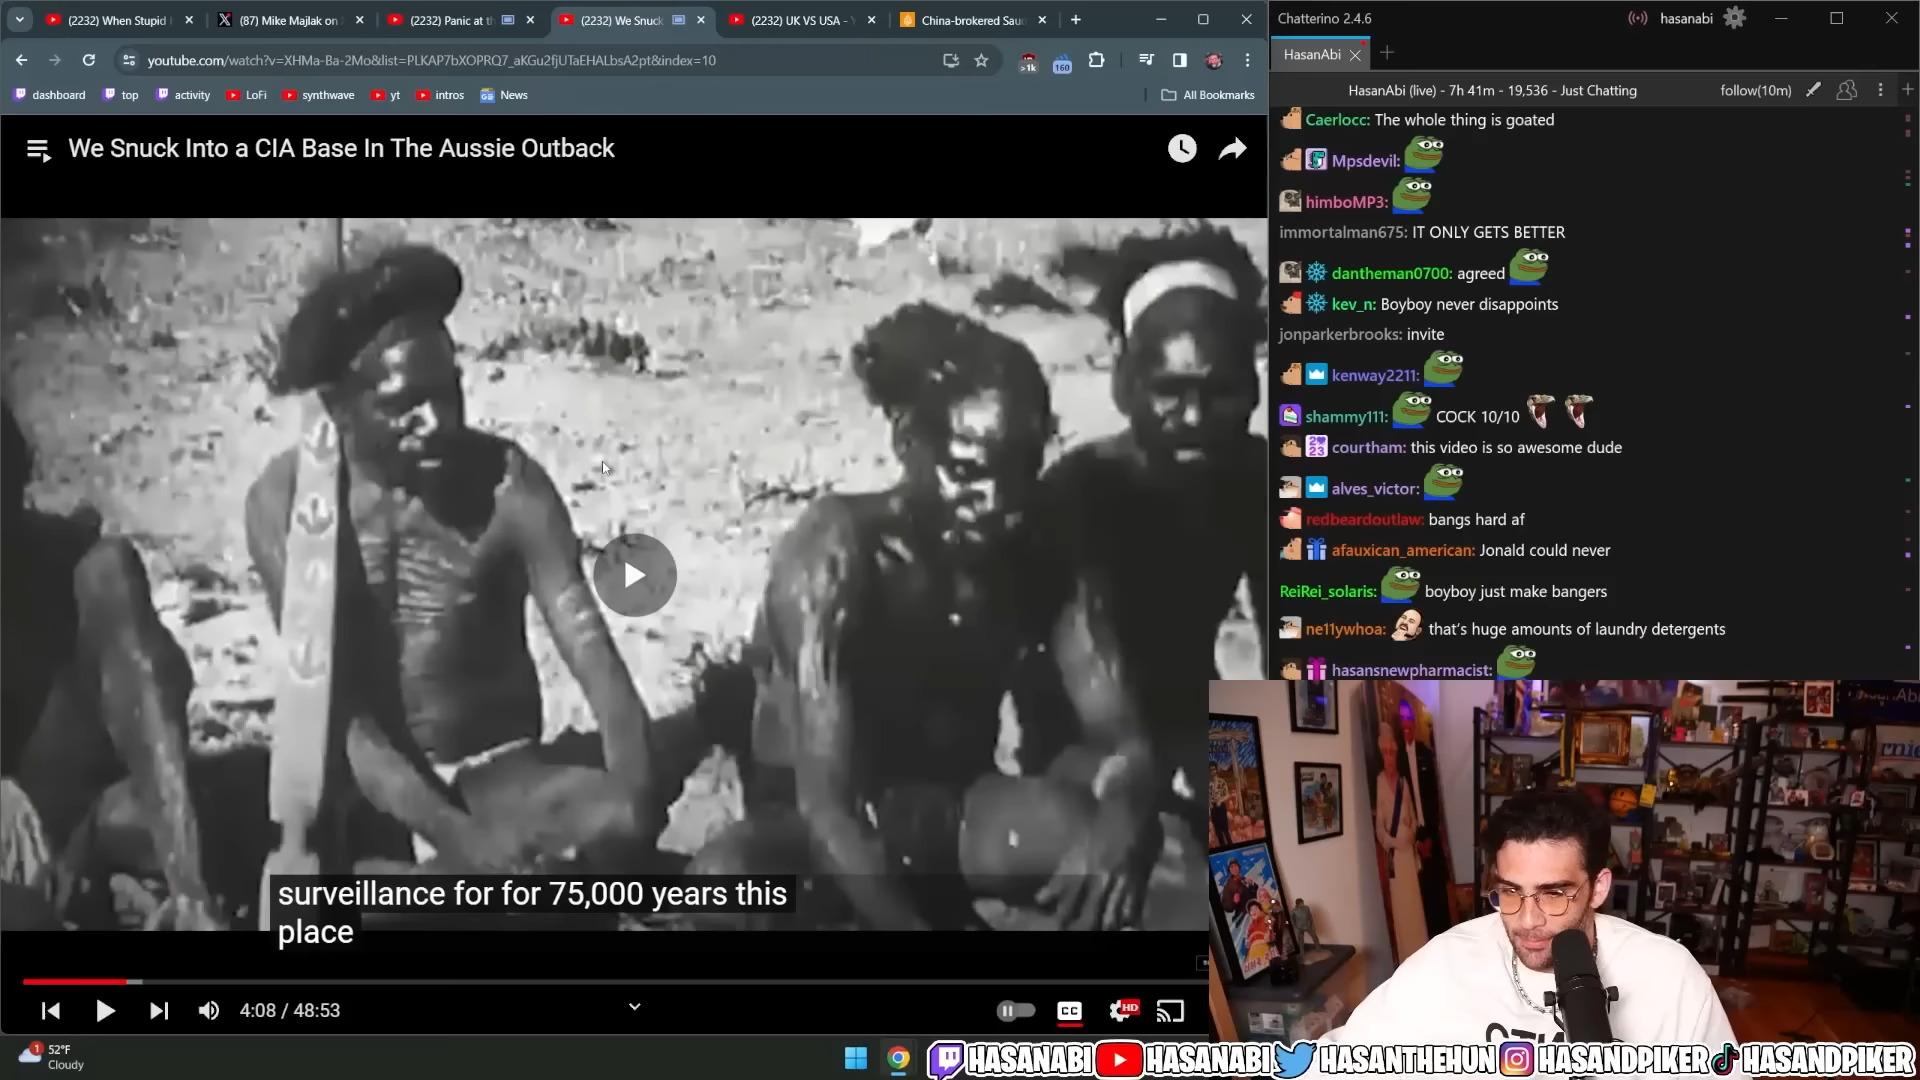 (2232) When Stupid
(87) Mike Majlak on
(2232) Panic at th
(2232) We Snuck
(2232) UK VS USA -
China-brokered Sau
youtube.com/watch?v=XHMa-Ba-2Mo&list=PLKAP7bXOPRQ7_aKGu2fjUTaEHALbsA2pt&index=10
>1k
160
dashboard
top
activity
LoFi
synthwave
yt
intros
News
All Bookmarks
We Snuck Into a CIA Base In The Aussie Outback
surveillance for for 75,000 years this
place
4:08 / 48:53
CC
HD
1
52°F
Cloudy
Chatterino 2.4.6
hasanabi
HasanAbi
HasanAbi (live) - 7h 41m - 19,536 - Just Chatting
follow(10m)
Caerlocc: The whole thing is goated
Mpsdevil:
himboMP3:
immortalman675: IT ONLY GETS BETTER
dantheman0700: agreed
kev_n: Boyboy never disappoints
jonparkerbrooks: invite
kenway2211:
shammy111: COCK 10/10
courtham: this video is so awesome dude
alves_victor:
redbeardoutlaw: bangs hard af
afauxican_american: Jonald could never
ReiRei_solaris: boyboy just make bangers
ne11ywhoa: that's huge amounts of laundry detergents
hasansnewpharmacist:
HASANABI
HASANABI
HASANTHEHUN
HASANDPIKER
HASANDPIKER